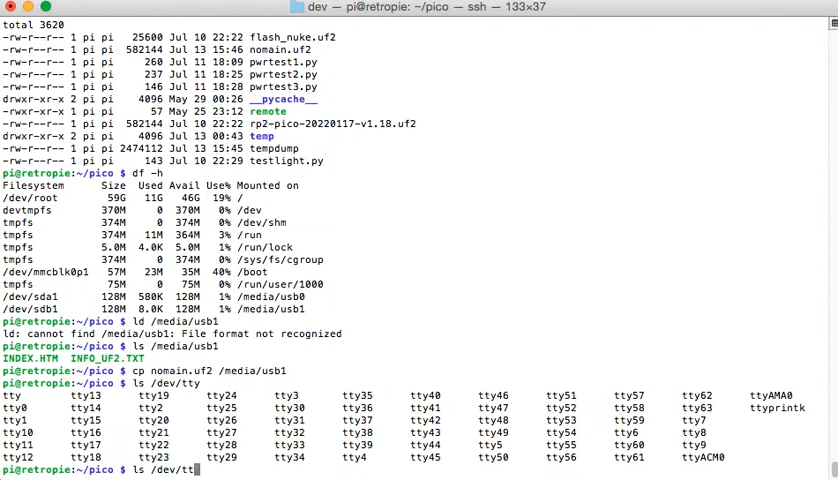 dev — pi@retropie: ~/pico — ssh — 133×37
total 3620
-rw-r--r-- 1 pi pi   25600 Jul 10 22:22 flash_nuke.uf2
-rw-r--r-- 1 pi pi  582144 Jul 13 15:46 nomain.uf2
-rw-r--r-- 1 pi pi     260 Jul 11 18:09 pwrtest1.py
-rw-r--r-- 1 pi pi     237 Jul 11 18:25 pwrtest2.py
-rw-r--r-- 1 pi pi     146 Jul 11 18:28 pwrtest3.py
drwxr-xr-x 2 pi pi    4096 May 29 00:26 __pycache__
-rwxr-xr-x 1 pi pi      57 May 25 23:12 remote
-rw-r--r-- 1 pi pi  582144 Jul 10 22:22 rp2-pico-20220117-v1.18.uf2
drwxr-xr-x 2 pi pi    4096 Jul 13 00:43 temp
-rw-r--r-- 1 pi pi 2474112 Jul 13 15:45 tempdump
-rw-r--r-- 1 pi pi     143 Jul 10 22:29 testlight.py
pi@retropie:~/pico $ df -h
Filesystem      Size  Used Avail Use% Mounted on
/dev/root        59G   11G   46G  19% /
devtmpfs        370M     0  370M   0% /dev
tmpfs           374M     0  374M   0% /dev/shm
tmpfs           374M   11M  364M   3% /run
tmpfs           5.0M  4.0K  5.0M   1% /run/lock
tmpfs           374M     0  374M   0% /sys/fs/cgroup
/dev/mmcblk0p1   57M   23M   35M  40% /boot
tmpfs            75M     0   75M   0% /run/user/1000
/dev/sda1       128M  580K  128M   1% /media/usb0
/dev/sdb1       128M  8.0K  128M   1% /media/usb1
pi@retropie:~/pico $ ld /media/usb1
ld: cannot find /media/usb1: File format not recognized
pi@retropie:~/pico $ ls /media/usb1
INDEX.HTM  INFO_UF2.TXT
pi@retropie:~/pico $ cp nomain.uf2 /media/usb1
pi@retropie:~/pico $ ls /dev/tty
tty    tty13  tty19  tty24  tty3   tty35  tty40  tty46  tty51  tty57  tty62    ttyAMA0
tty0   tty14  tty2   tty25  tty30  tty36  tty41  tty47  tty52  tty58  tty63    ttyprintk
tty1   tty15  tty20  tty26  tty31  tty37  tty42  tty48  tty53  tty59  tty7
tty10  tty16  tty21  tty27  tty32  tty38  tty43  tty49  tty54  tty6   tty8
tty11  tty17  tty22  tty28  tty33  tty39  tty44  tty5   tty55  tty60  tty9
tty12  tty18  tty23  tty29  tty34  tty4   tty45  tty50  tty56  tty61  ttyACM0
pi@retropie:~/pico $ ls /dev/tt